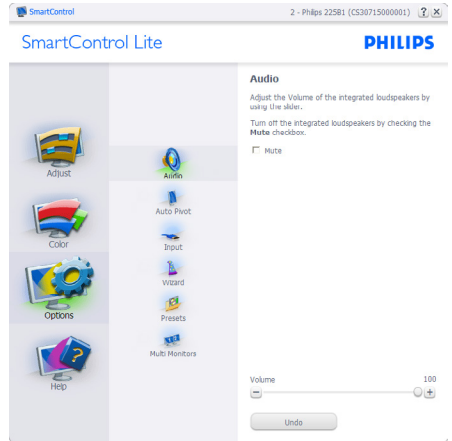 SmartControl
2 - Philips 22581 (CS30715000001)
?
SmartControl Lite
PHILIPS
Adjust
Color
Options
Help
Audio
Auto Pivot
Input
Wizard
Presets
Multi Monitors
Audio
Adjust the Volume of the integrated loudspeakers by
using the slider.
Turn off the integrated loudspeakers by checking the
Mute checkbox.
Mute
Volume 100
Undo